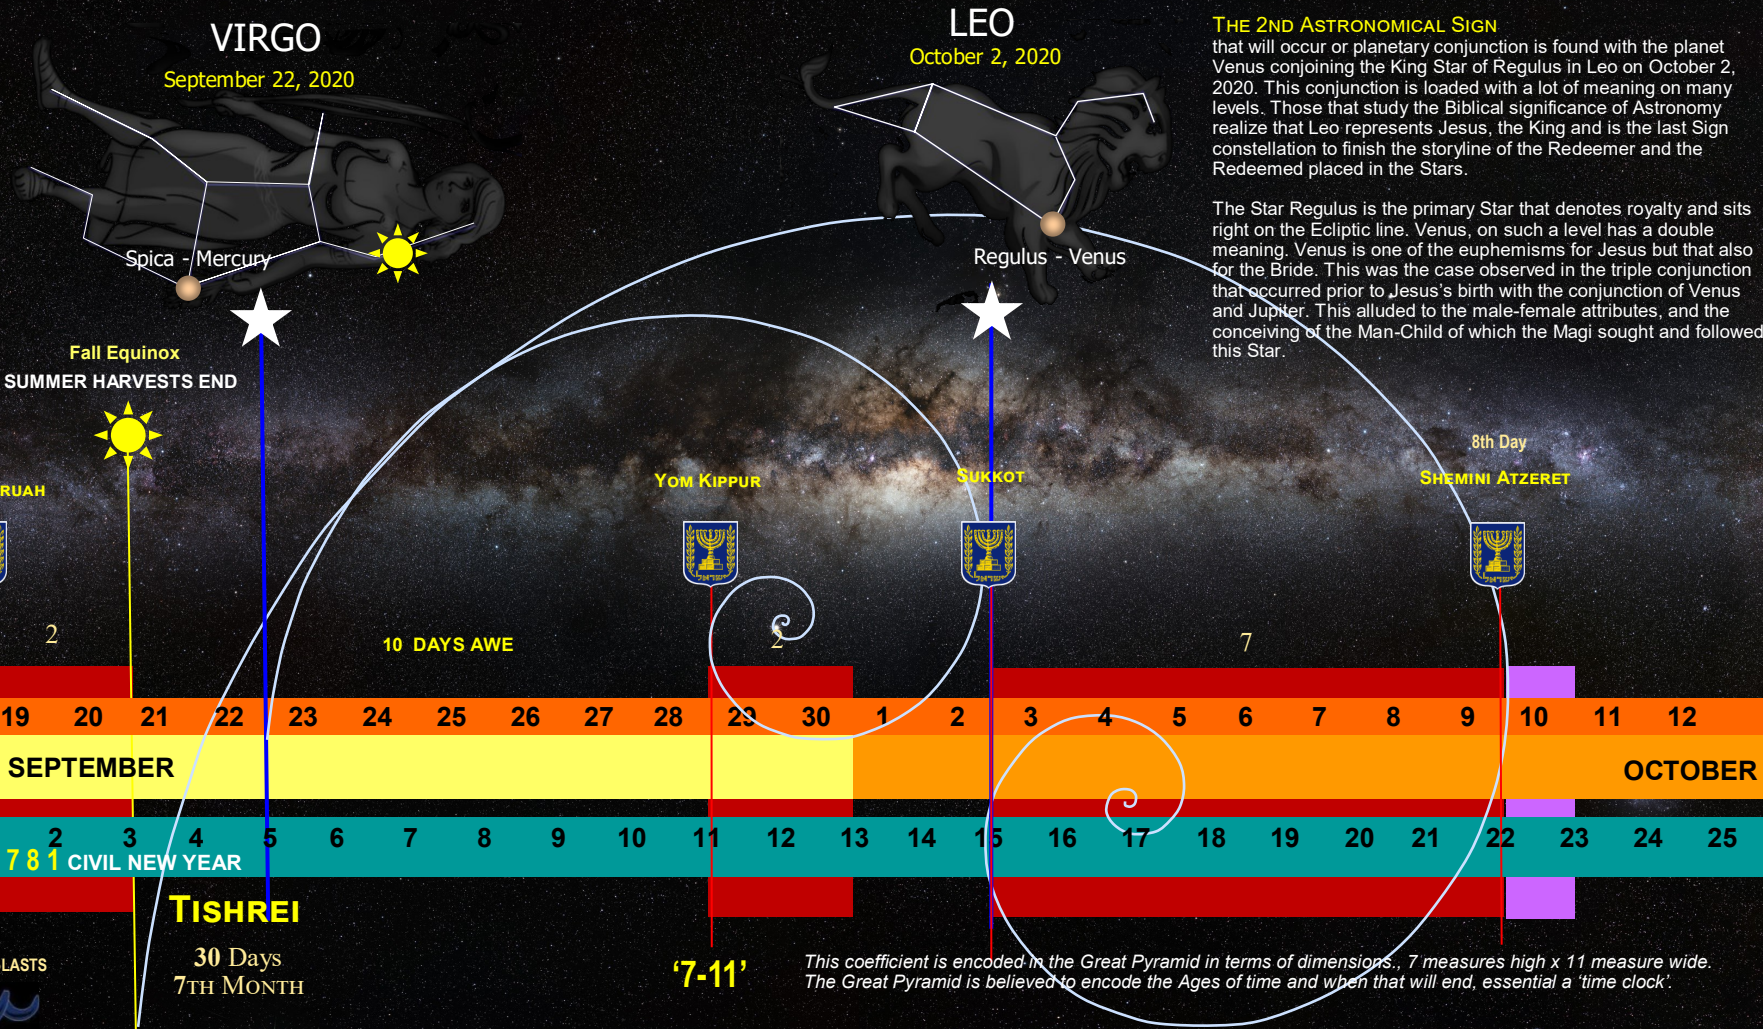 VIRGO
September 22, 2020
LEO
October 2, 2020
THE 2ND ASTRONOMICAL SIGN
that will occur or planetary conjunction is found with the planet
Venus conjoining the King Star of Regulus in Leo on October 2,
2020. This conjunction is loaded with a lot of meaning on many
levels. Those that study the Biblical significance of Astronomy
realize that Leo represents Jesus, the King and is the last Sign
constellation to finish the storyline of the Redeemer and the
Redeemed placed in the Stars.
The Star Regulus is the primary Star that denotes royalty and sits
right on the Ecliptic line. Venus, on such a level has a double
meaning. Venus is one of the euphemisms for Jesus but that also
for the Bride. This was the case observed in the triple conjunction
that occurred prior to Jesus's birth with the conjunction of Venus
and Jupiter. This alluded to the male-female attributes, and the
conceiving of the Man-Child of which the Magi sought and followed
this Star.
Spica - Mercury
Regulus - Venus
Fall Equinox
SUMMER HARVESTS END
RUAH
YOM KIPPUR
SUKKOT
8th Day
SHEMINI ATZERET
2
10 DAYS AWE
2
7
19 20 21 22 23 24 25 26 27 28 29 30 1 2 3 4 5 6 7 8 9 10 11 12
SEPTEMBER
OCTOBER
2 3 4 5 6 7 8 9 10 11 12 13 14 15 16 17 18 19 20 21 22 23 24 25
7 8 1 CIVIL NEW YEAR
TISHREI
30 Days
7TH MONTH
LASTS
'7-11'
This coefficient is encoded in the Great Pyramid in terms of dimensions., 7 measures high x 11 measure wide.
The Great Pyramid is believed to encode the Ages of time and when that will end, essential a 'time clock'.